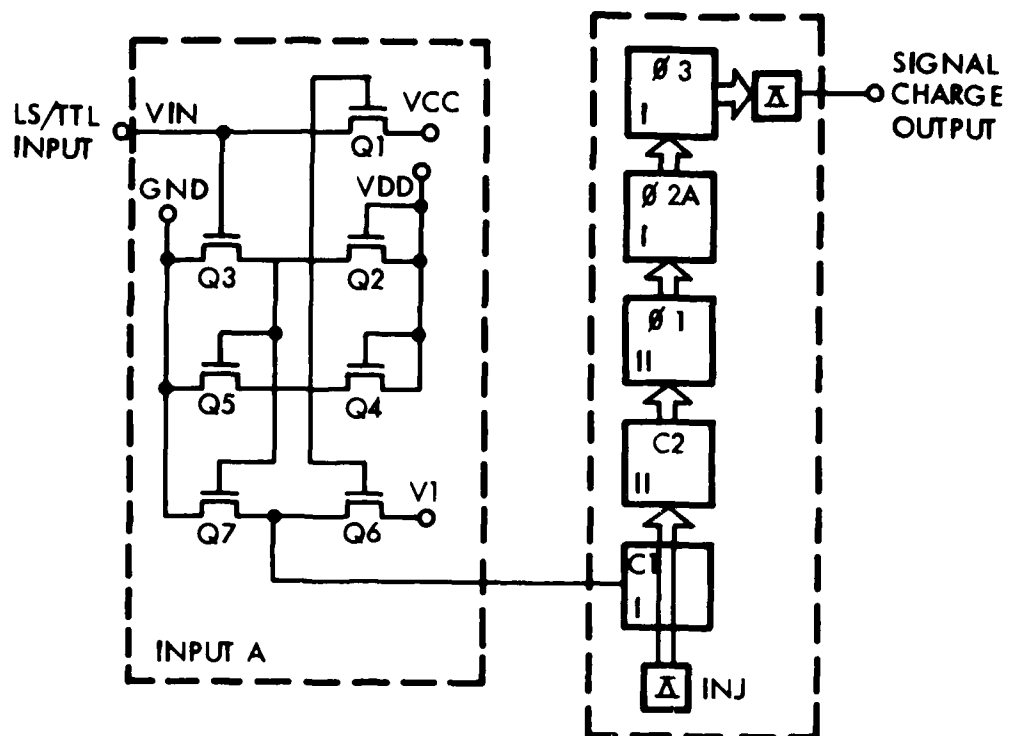 LS/TTL
INPUT
VIN
VCC
Q1
GND
VDD
Q3
Q2
Q5
Q4
V1
Q7
Q6
INPUT A
Ø 3
I
SIGNAL
CHARGE
OUTPUT
Ø 2A
I
Ø 1
II
C2
II
C1
I
INJ